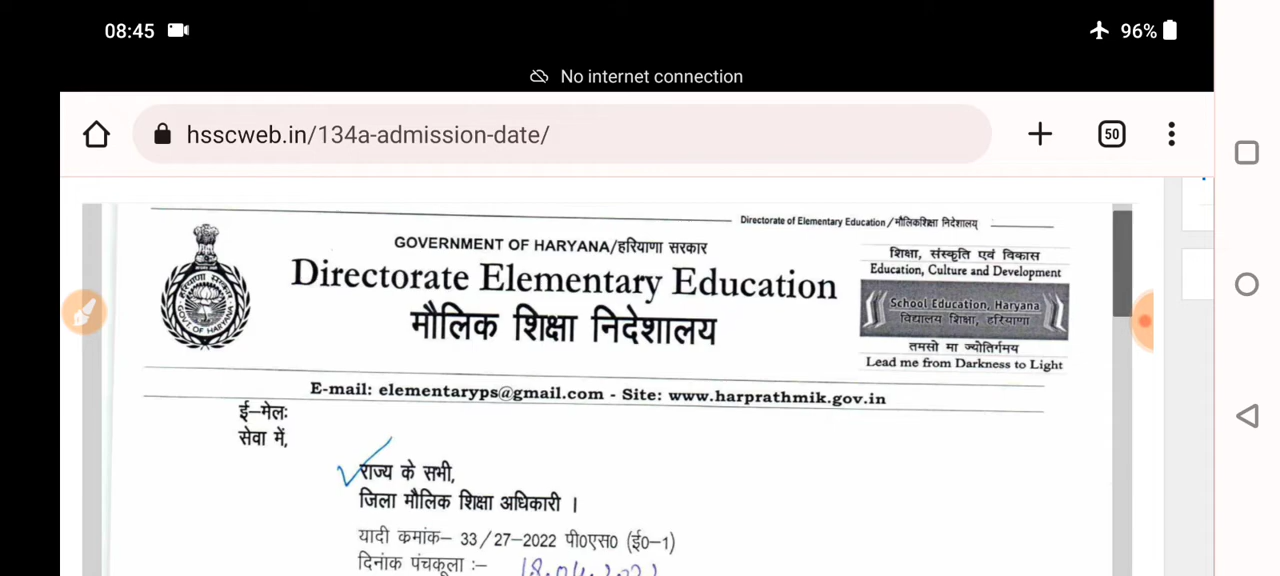 08:45
96%
No internet connection
hsscweb.in/134a-admission-date/
50
Directorate of Elementary Education/मौलिकशिक्षा निदेशालय
GOVERNMENT OF HARYANA/हरियाणा सरकार
Directorate Elementary Education
मौलिक शिक्षा निदेशालय
शिक्षा, संस्कृति एवं विकास
Education, Culture and Development
School Education, Haryana
विद्यालय शिक्षा, हरियाणा
तमसो मा ज्योतिर्गमय
Lead me from Darkness to Light
GOVT. OF HARYANA
E-mail: elementaryps@gmail.com - Site: www.harprathmik.gov.in
ई-मेलः
सेवा में,
राज्य के सभी,
जिला मौलिक शिक्षा अधिकारी ।
यादी कमांक- 33/27-2022 पी0एस0 (ई0-1)
दिनांक पंचकूला :-